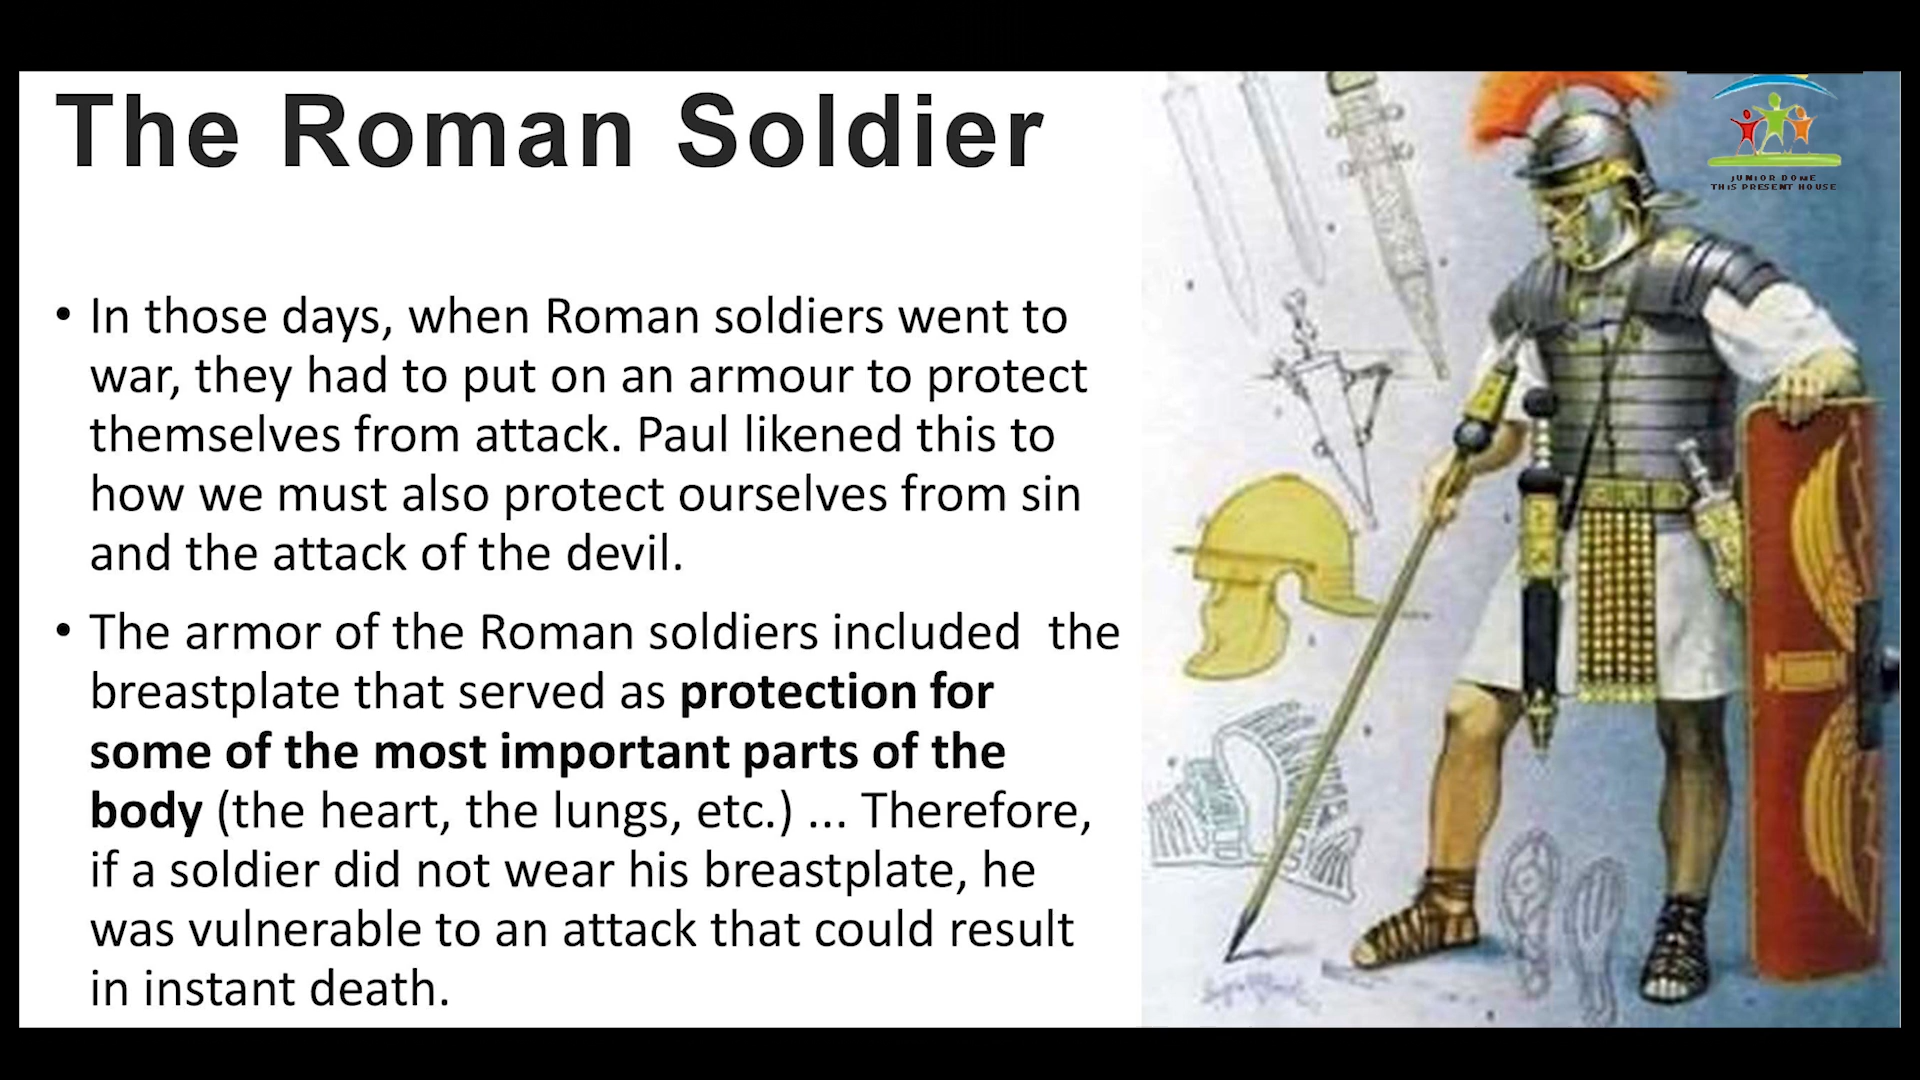 The Roman Soldier
JUNIOR DOME
THIS PRESENT HOUSE
• In those days, when Roman soldiers went to
war, they had to put on an armour to protect
themselves from attack. Paul likened this to
how we must also protect ourselves from sin
and the attack of the devil.
• The armor of the Roman soldiers included the
breastplate that served as protection for
some of the most important parts of the
body (the heart, the lungs, etc.) ... Therefore,
if a soldier did not wear his breastplate, he
was vulnerable to an attack that could result
in instant death.